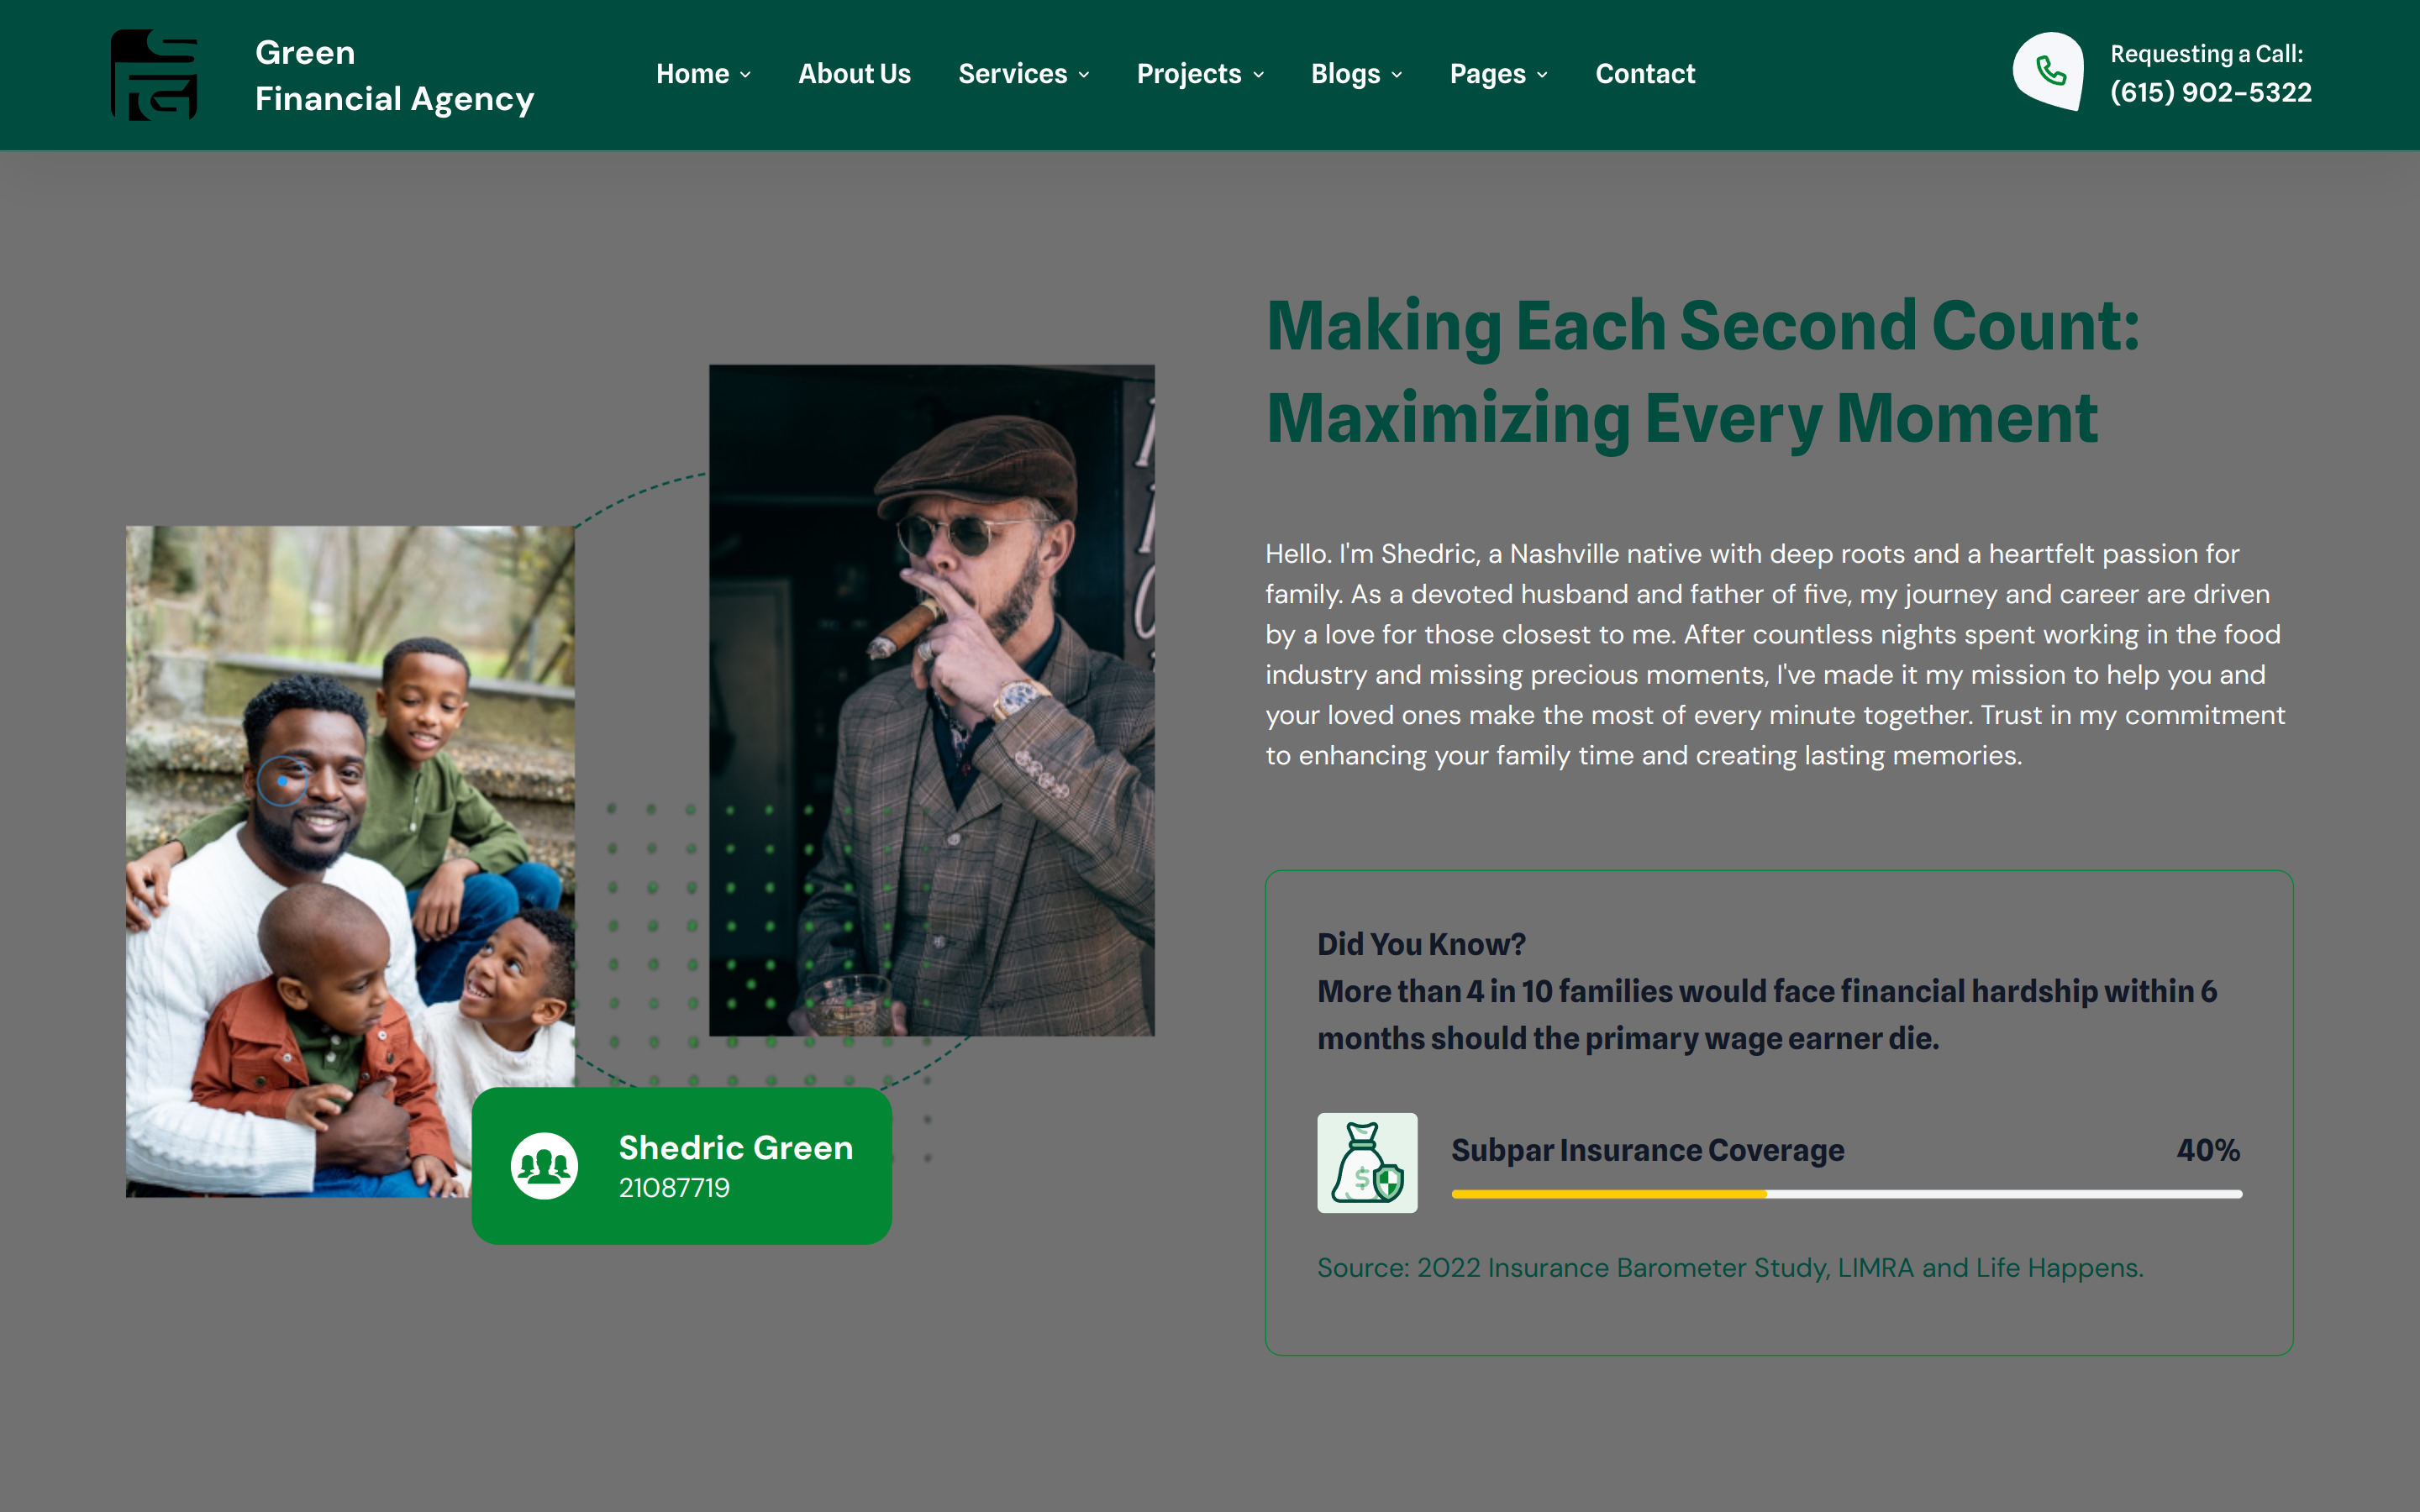 Green
Financial Agency
Home
About Us
Services
Projects
Blogs
Pages
Contact
Requesting a Call:
(615) 902-5322
Making Each Second Count:
Maximizing Every Moment
Hello. I'm Shedric, a Nashville native with deep roots and a heartfelt passion for
family. As a devoted husband and father of five, my journey and career are driven
by a love for those closest to me. After countless nights spent working in the food
industry and missing precious moments, I've made it my mission to help you and
your loved ones make the most of every minute together. Trust in my commitment
to enhancing your family time and creating lasting memories.
Shedric Green
21087719
Did You Know?
More than 4 in 10 families would face financial hardship within 6
months should the primary wage earner die.
Subpar Insurance Coverage
40%
Source: 2022 Insurance Barometer Study, LIMRA and Life Happens.